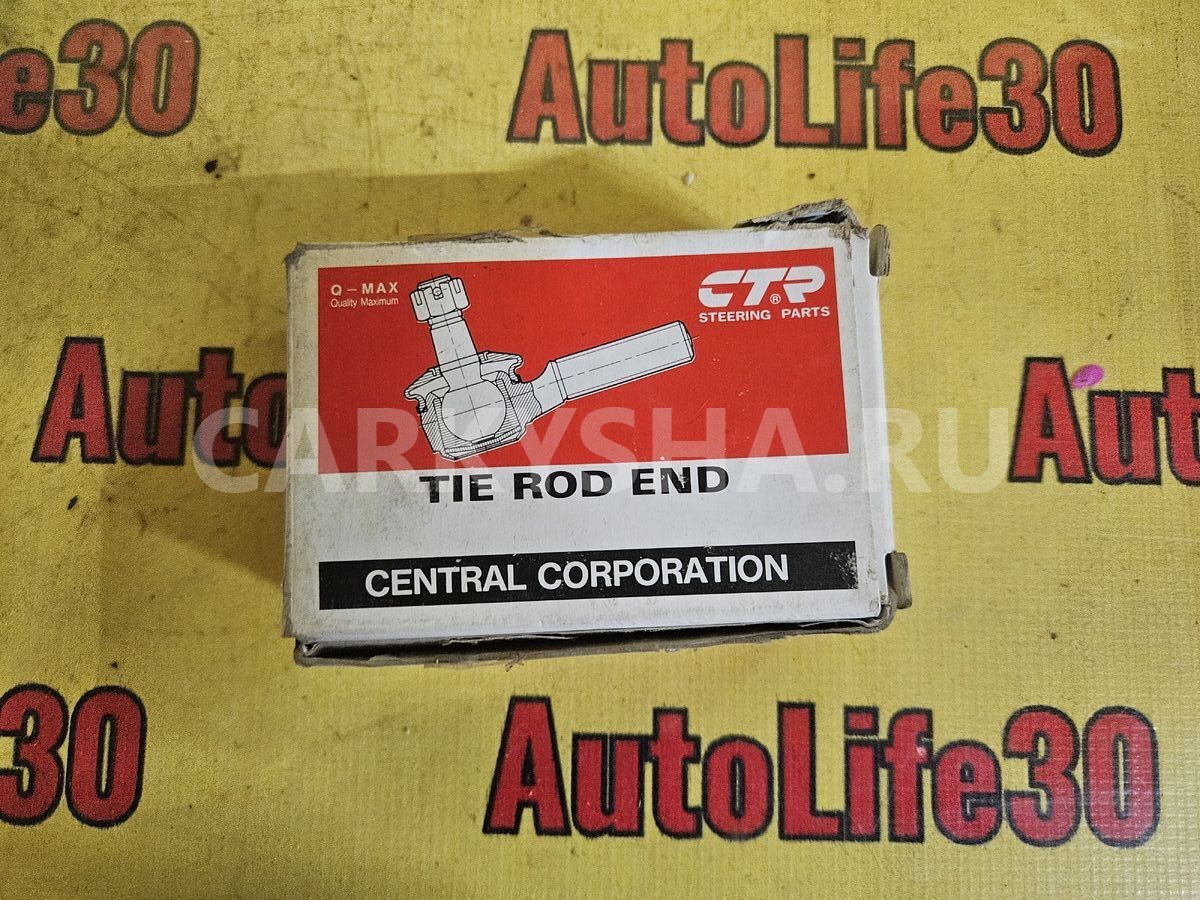 e30
AutoLife30
Q-MAX
Quality Maximum
CTR®
STEERING PARTS
Auto
Aut
CARKYSHA.RU
TIE ROD END
CENTRAL CORPORATION
30
AutoLife30